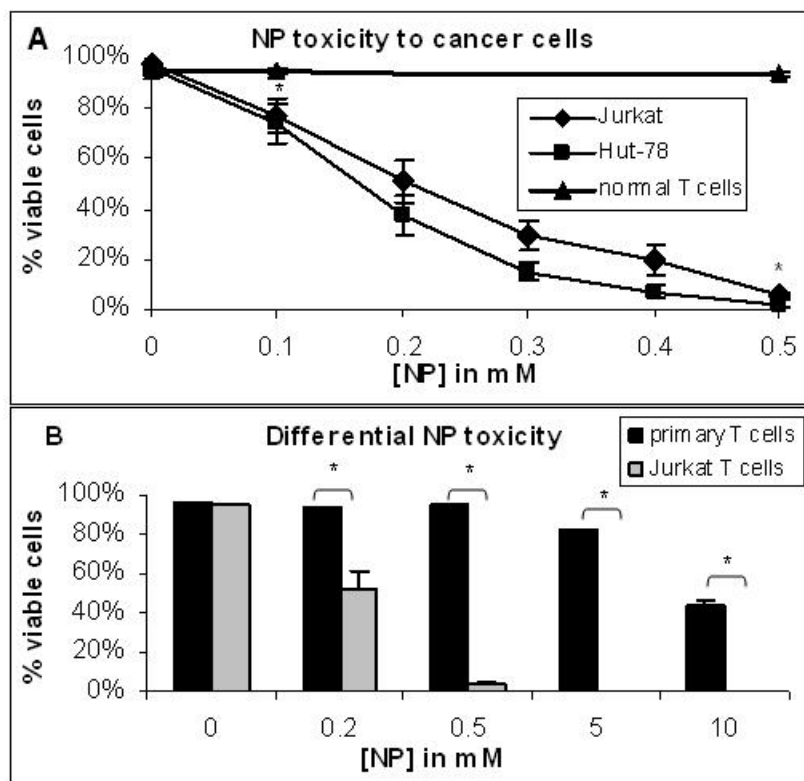 A
NP toxicity to cancer cells
% viable cells
100%
80%
60%
40%
20%
0%
*
*
Jurkat
Hut-78
normal T cells
0 0.1 0.2 0.3 0.4 0.5
[NP] in mM
B
Differential NP toxicity
primary T cells
Jurkat T cells
% viable cells
100%
80%
60%
40%
20%
0%
*
*
*
*
0 0.2 0.5 5 10
[NP] in mM